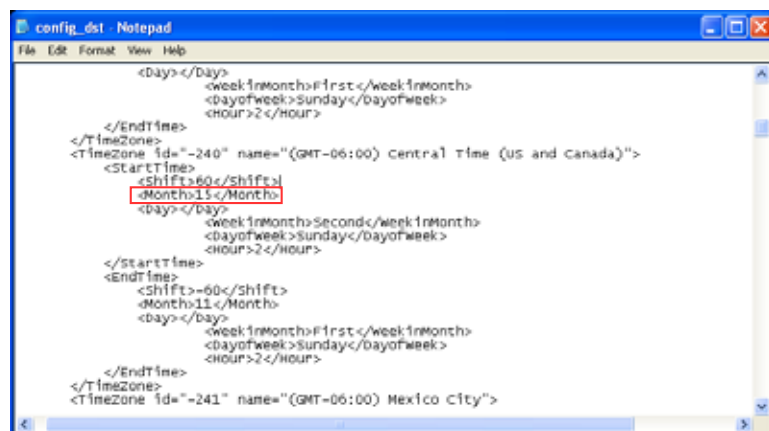 config_dst - Notepad
File Edit Format View Help
<Day></Day>
<WeekinMonth>First</WeekinMonth>
<DayofWeek>Sunday</DayofWeek>
<Hour>2</Hour>
</EndTime>
</TimeZone>
<TimeZone id="-240" name="(GMT-06:00) Central Time (US and Canada)">
<StartTime>
<Shift>60</Shift>
<Month>15</Month>
<Day></Day>
<WeekinMonth>Second</WeekinMonth>
<DayofWeek>Sunday</DayofWeek>
<Hour>2</Hour>
</StartTime>
<EndTime>
<Shift>-60</Shift>
<Month>11</Month>
<Day></Day>
<WeekinMonth>First</WeekinMonth>
<DayofWeek>Sunday</DayofWeek>
<Hour>2</Hour>
</EndTime>
</TimeZone>
<TimeZone id="-241" name="(GMT-06:00) Mexico City">